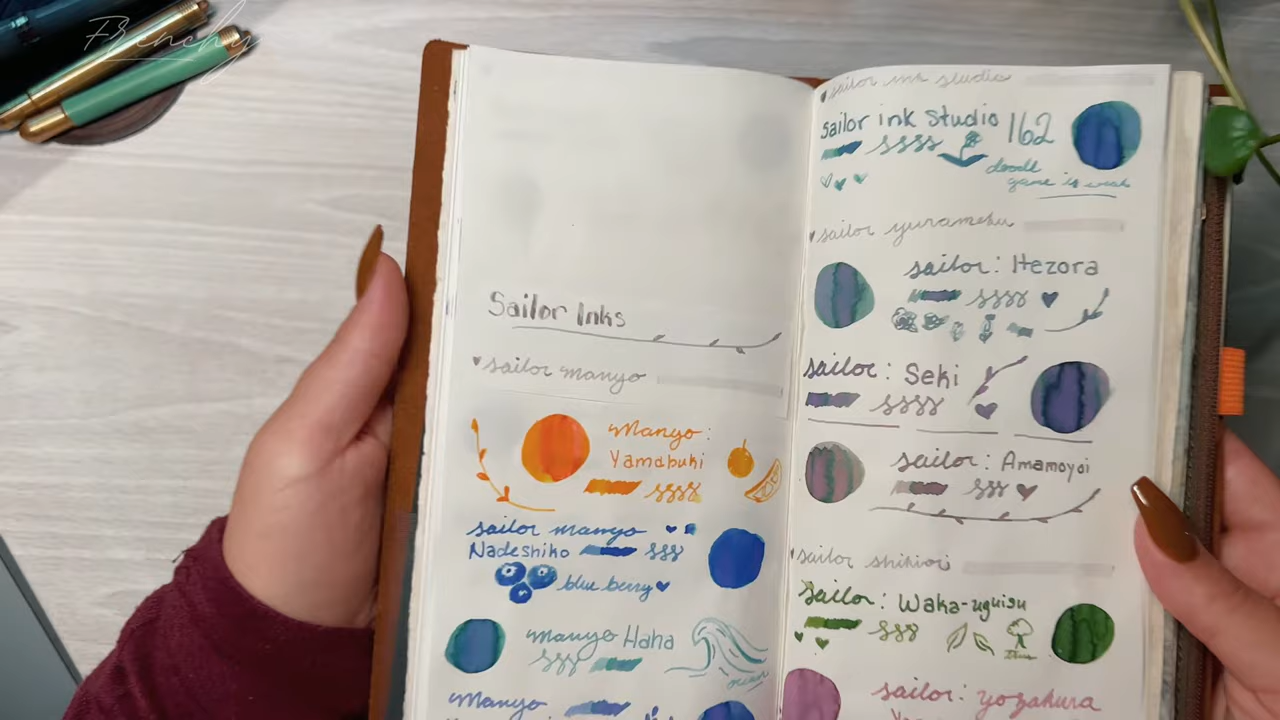 Frenchy
Sailor Inks
sailor manyo
Manyo:
Yamabuki
sailor manyo
Nadeshiko
blue berry
manyo Haha
ocean
Manyo
sailor ink studio
sailor ink studio 162
doodle
game is weak
sailor yurameku
sailor: Itezora
sailor: Seki
sailor: Amamoyoi
sailor shikiori
sailor: Waka-uguisu
sailor: yozakura